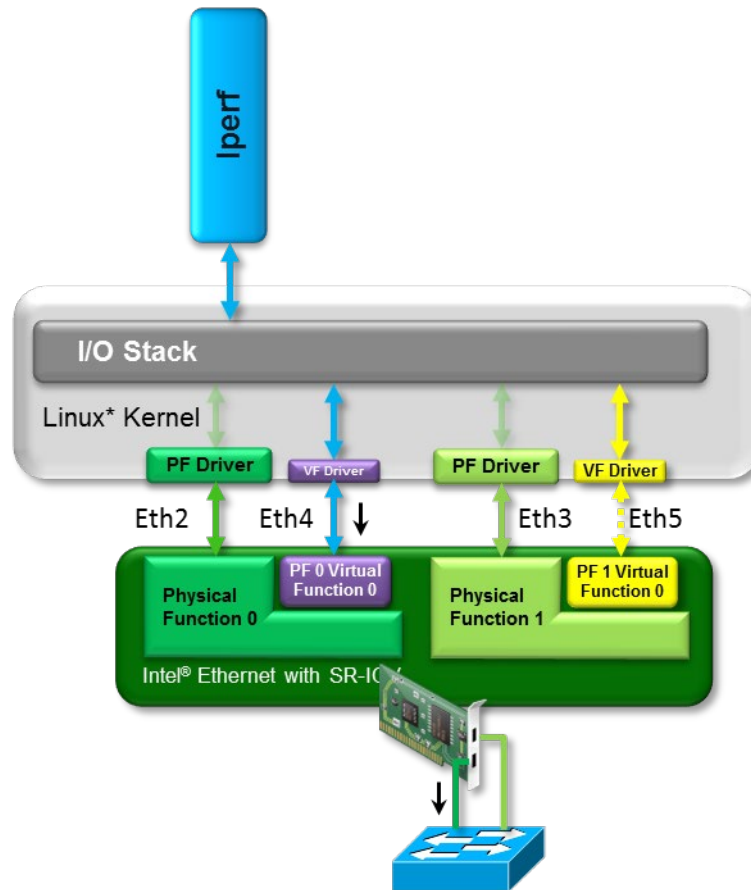 Iperf
I/O Stack
Linux* Kernel
PF Driver
VF Driver
PF Driver
VF Driver
Eth2
Eth4
Eth3
Eth5
Physical
Function 0
PF 0 Virtual
Function 0
Physical
Function 1
PF 1 Virtual
Function 0
Intel® Ethernet with SR-IOV